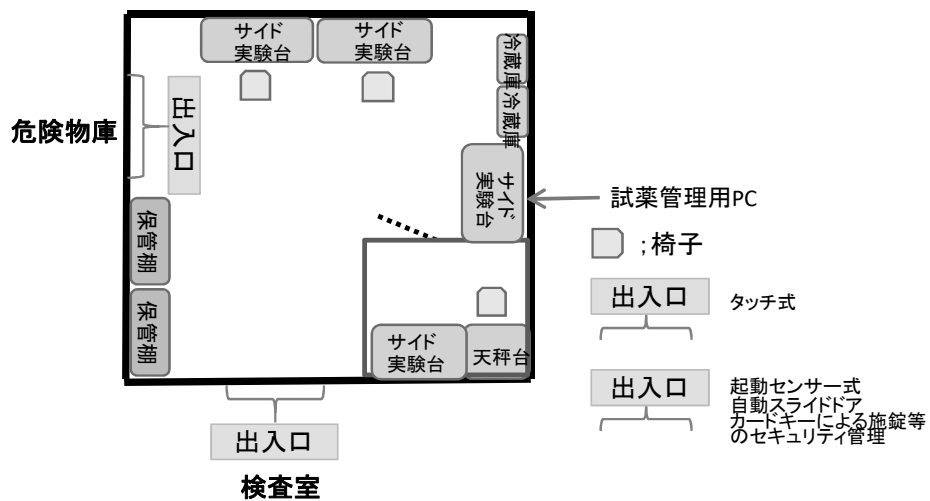 サイド
実験台
サイド
実験台
冷蔵庫
冷蔵庫
出入口
危険物庫
サイド
実験台
試薬管理用PC
保管棚
;椅子
出入口
タッチ式
保管棚
サイド
実験台
天秤台
出入口
起動センサー式
自動スライドドア
カードキーによる施錠等
のセキュリティ管理
出入口
検査室